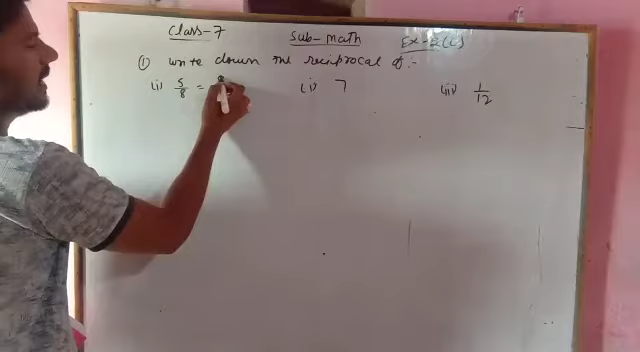 Class-7 Sub-Math Ex-2(C)
① Write down the reciprocal of:-
(i) 5/8 = 8 (ii) 7 (iii) 1/12